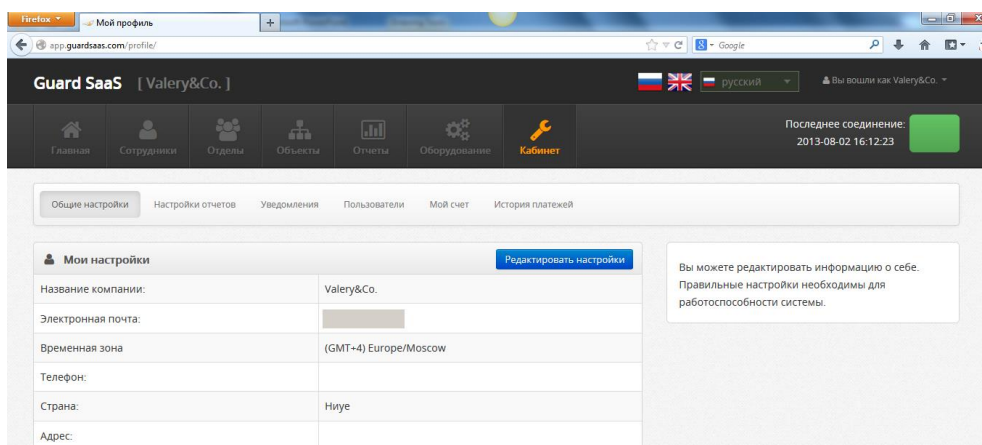 Firefox
Мой профиль
app.guardsaas.com/profile/
Google
Guard SaaS [ Valery&Co. ]
русский
Вы вошли как Valery&Co.
Главная
Сотрудники
Отделы
Объекты
Отчеты
Оборудование
Кабинет
Последнее соединение:
2013-08-02 16:12:23
Общие настройки
Настройки отчетов
Уведомления
Пользователи
Мой счет
История платежей
Мои настройки
Редактировать настройки
Название компании: Valery&Co.
Электронная почта:
Временная зона (GMT+4) Europe/Moscow
Телефон:
Страна: Ниуе
Адрес:
Вы можете редактировать информацию о себе.
Правильные настройки необходимы для
работоспособности системы.